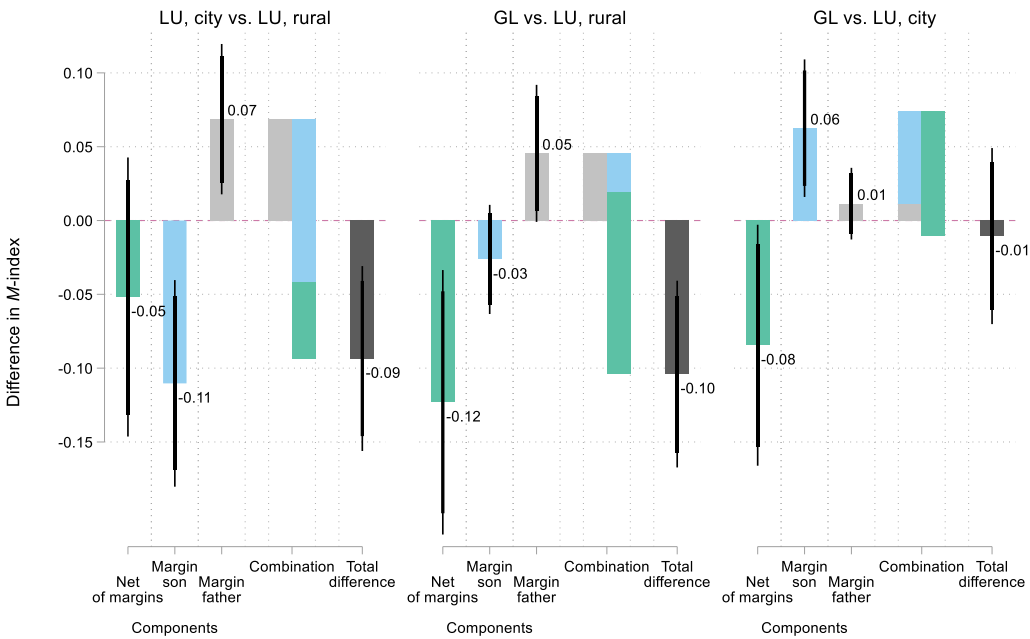 LU, city vs. LU, rural
GL vs. LU, rural
GL vs. LU, city
Difference in M-index
0.10
0.05
0.00
-0.05
-0.10
-0.15
-0.05
-0.11
0.07
-0.09
-0.12
-0.03
0.05
-0.10
-0.08
0.06
0.01
-0.01
Net
of margins
Margin
son
Margin
father
Combination
Total
difference
Components
Net
of margins
Margin
son
Margin
father
Combination
Total
difference
Components
Net
of margins
Margin
son
Margin
father
Combination
Total
difference
Components